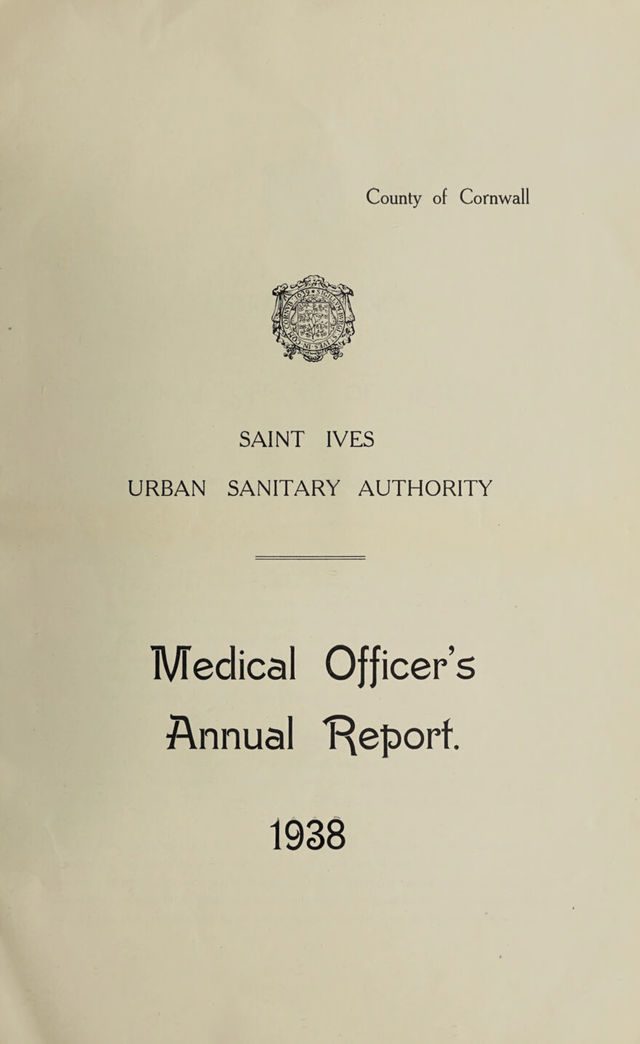 County of Cornwall
SAINT IVES
URBAN SANITARY AUTHORITY
Medical Officer's
Annual Report.
1938